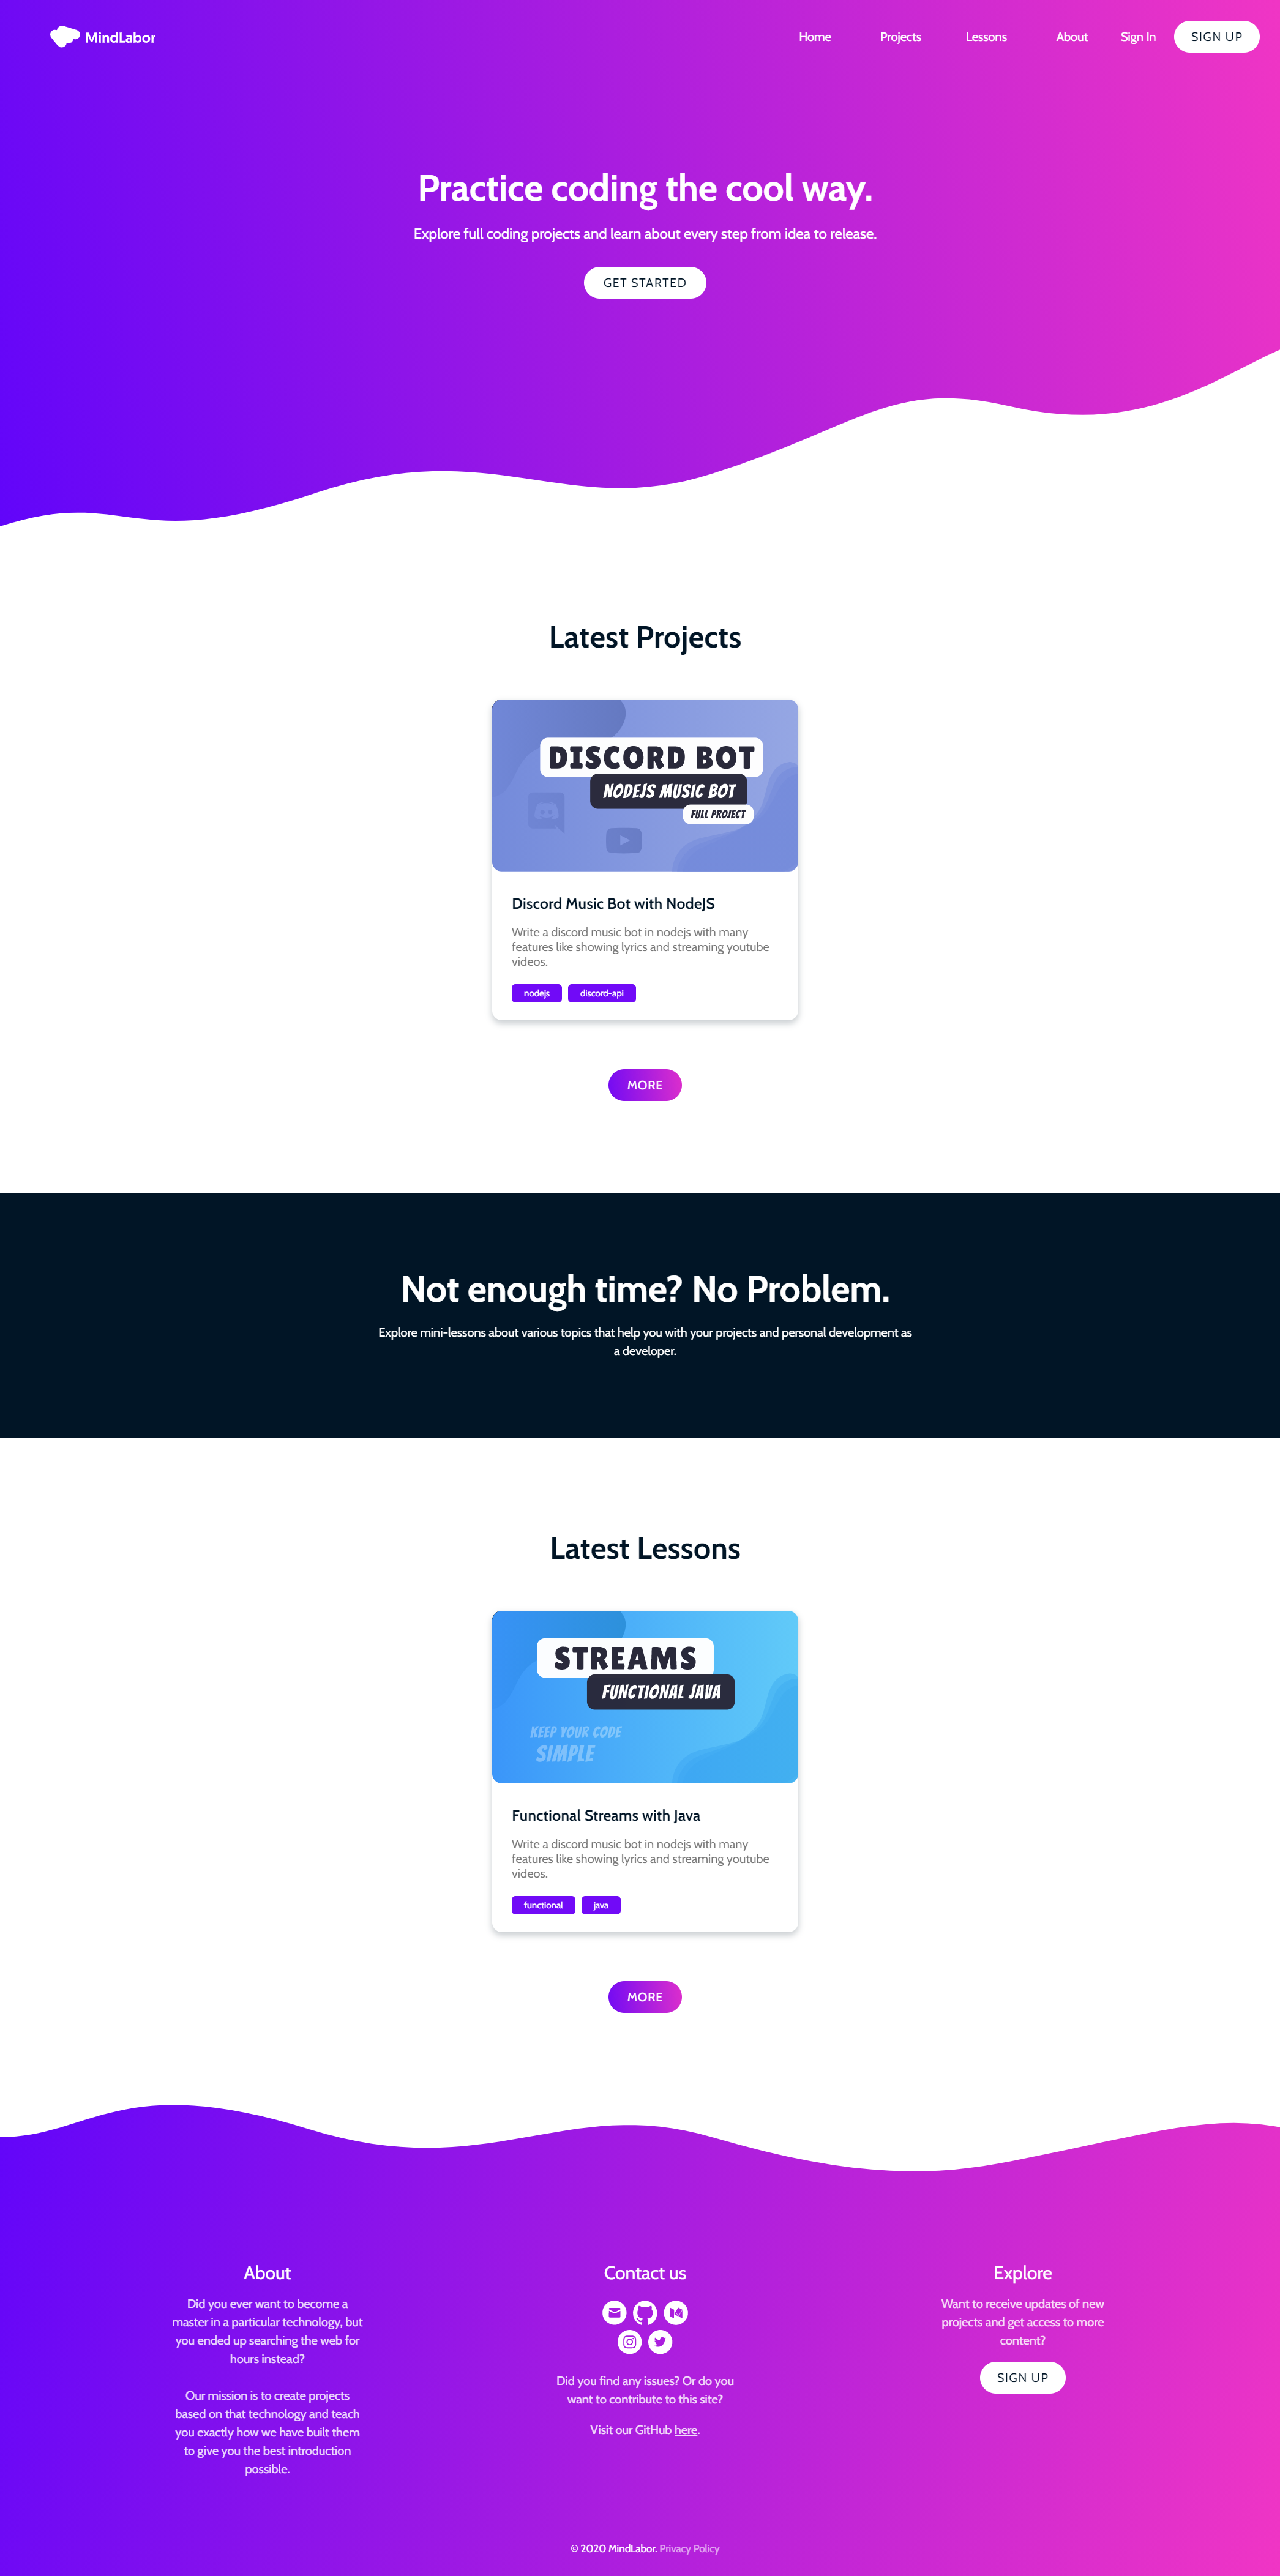 MindLabor
Home Projects Lessons About Sign In SIGN UP
Practice coding the cool way.
Explore full coding projects and learn about every step from idea to release.
GET STARTED
Latest Projects
DISCORD BOT
NODEJS MUSIC BOT
FULL PROJECT
Discord Music Bot with NodeJS
Write a discord music bot in nodejs with many
features like showing lyrics and streaming youtube
videos.
nodejs discord-api
MORE
Not enough time? No Problem.
Explore mini-lessons about various topics that help you with your projects and personal development as
a developer.
Latest Lessons
STREAMS
FUNCTIONAL JAVA
KEEP YOUR CODE
SIMPLE
Functional Streams with Java
Write a discord music bot in nodejs with many
features like showing lyrics and streaming youtube
videos.
functional java
MORE
About
Did you ever want to become a
master in a particular technology, but
you ended up searching the web for
hours instead?
Our mission is to create projects
based on that technology and teach
you exactly how we have built them
to give you the best introduction
possible.
Contact us
Did you find any issues? Or do you
want to contribute to this site?
Visit our GitHub here.
Explore
Want to receive updates of new
projects and get access to more
content?
SIGN UP
© 2020 MindLabor. Privacy Policy